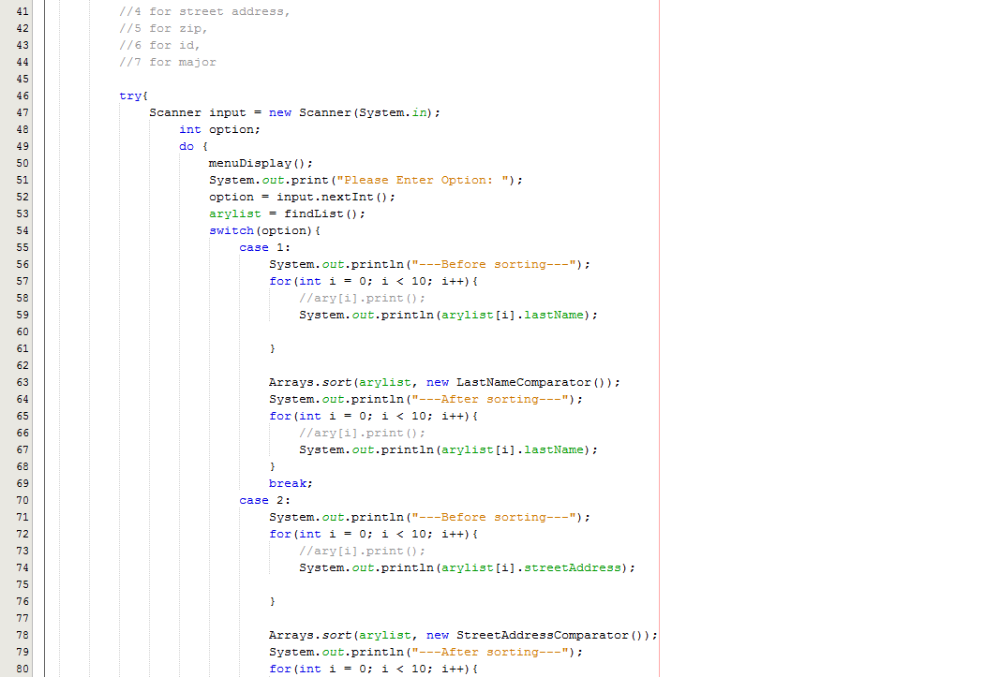 41 //4 for street address,
42 //5 for zip,
43 //6 for id,
44 //7 for major
45
46 try{
47 Scanner input = new Scanner(System.in);
48 int option;
49 do {
50 menuDisplay();
51 System.out.print("Please Enter Option: ");
52 option = input.nextInt();
53 arylist = findList();
54 switch(option){
55 case 1:
56 System.out.println("---Before sorting---");
57 for(int i = 0; i < 10; i++){
58 //ary[i].print();
59 System.out.println(arylist[i].lastName);
60
61 }
62
63 Arrays.sort(arylist, new LastNameComparator());
64 System.out.println("---After sorting---");
65 for(int i = 0; i < 10; i++){
66 //ary[i].print();
67 System.out.println(arylist[i].lastName);
68 }
69 break;
70 case 2:
71 System.out.println("---Before sorting---");
72 for(int i = 0; i < 10; i++){
73 //ary[i].print();
74 System.out.println(arylist[i].streetAddress);
75
76 }
77
78 Arrays.sort(arylist, new StreetAddressComparator());
79 System.out.println("---After sorting---");
80 for(int i = 0; i < 10; i++){